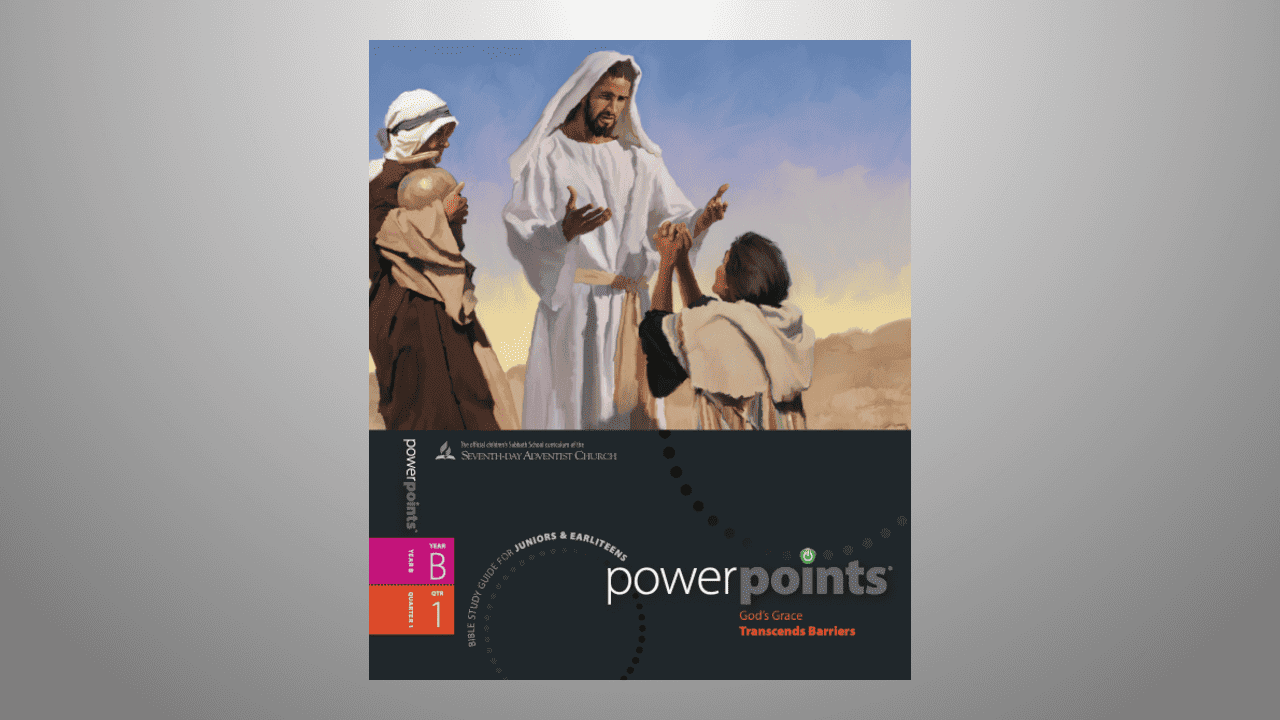 The official children's Sabbath School curriculum of the
SEVENTH-DAY ADVENTIST CHURCH
powerpoints
YEAR B
YEAR
B
QUARTER 1
QTR
1
BIBLE STUDY GUIDE FOR JUNIORS & EARLITEENS
powerpoints®
God's Grace
Transcends Barriers